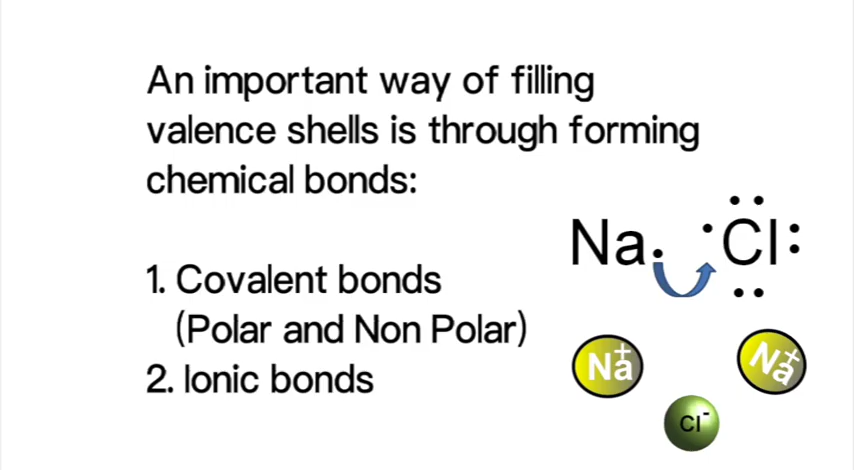 An important way of filling
valence shells is through forming
chemical bonds:
1. Covalent bonds
(Polar and Non Polar)
2. Ionic bonds
Na Cl
Na+ Na+
Cl-